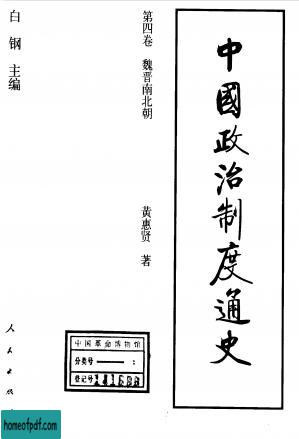 中國政治制度通史
第四卷 魏晋南北朝
黄惠贤 著
白钢 主编
人民出版
中国革命博物馆
分类号
登记号
homeofpdf.com